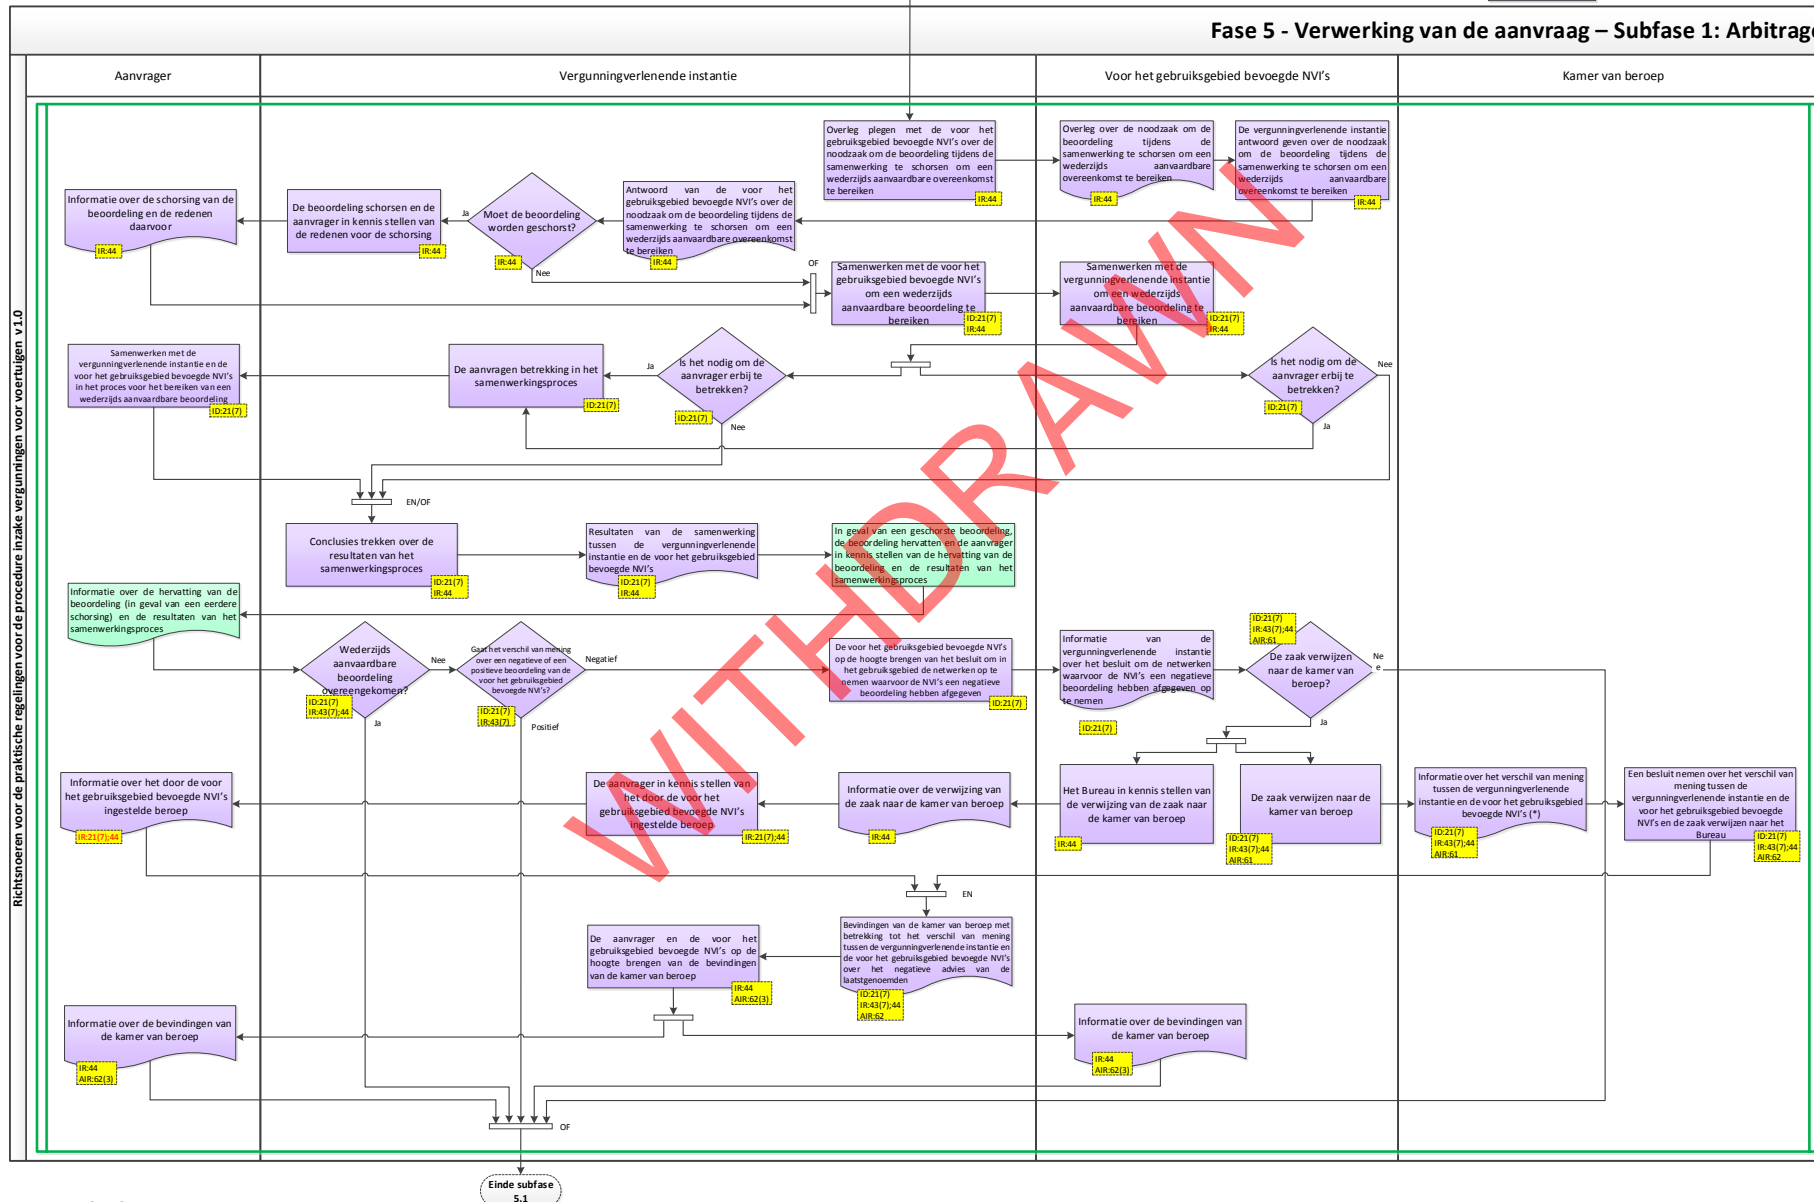 Fase 5 - Verwerking van de aanvraag – Subfase 1: Arbitrage
Richtsnoeren voor de praktische regelingen voor de procedure inzake vergunningen voor voertuigen v 1.0
Aanvrager
Vergunningverlenende instantie
Voor het gebruiksgebied bevoegde NVI's
Kamer van beroep
Overleg plegen met de voor het
gebruiksgebied bevoegde NVI's over de
noodzaak om de beoordeling tijdens de
samenwerking te schorsen om een
wederzijds aanvaardbare overeenkomst
te bereiken
IR:44
Overleg over de noodzaak om de
beoordeling tijdens de
samenwerking te schorsen om een
wederzijds aanvaardbare
overeenkomst te bereiken
IR:44
De vergunningverlenende instantie
antwoord geven over de noodzaak
om de beoordeling tijdens de
samenwerking te schorsen om een
wederzijds aanvaardbare
overeenkomst te bereiken
IR:44
Informatie over de schorsing van de
beoordeling en de redenen
daarvoor
IR:44
De beoordeling schorsen en de
aanvrager in kennis stellen van
de redenen voor de schorsing
IR:44
Ja
Moet de beoordeling
worden geschorst?
IR:44
Nee
Antwoord van de voor het
gebruiksgebied bevoegde NVI's over de
noodzaak om de beoordeling tijdens de
samenwerking te schorsen om een
wederzijds aanvaardbare overeenkomst
te bereiken
IR:44
OF
Samenwerken met de voor het
gebruiksgebied bevoegde NVI's
om een wederzijds
aanvaardbare beoordeling te
bereiken
ID:21(7)
IR:44
Samenwerken met de
vergunningverlenende instantie
om een wederzijds
aanvaardbare beoordeling te
bereiken
ID:21(7)
IR:44
Samenwerken met de
vergunningverlenende instantie en de
voor het gebruiksgebied bevoegde NVI's
in het proces voor het bereiken van een
wederzijds aanvaardbare beoordeling
ID:21(7)
De aanvragen betrekking in het
samenwerkingsproces
ID:21(7)
Ja
Is het nodig om de
aanvrager erbij te
betrekken?
ID:21(7)
Nee
Is het nodig om de
aanvrager erbij te
betrekken?
ID:21(7)
Nee
Ja
EN/OF
Conclusies trekken over de
resultaten van het
samenwerkingsproces
ID:21(7)
IR:44
Resultaten van de samenwerking
tussen de vergunningverlenende
instantie en de voor het gebruiksgebied
bevoegde NVI's
ID:21(7)
IR:44
In geval van een geschorste beoordeling,
de beoordeling hervatten en de aanvrager
in kennis stellen van de hervatting van de
beoordeling en de resultaten van het
samenwerkingsproces
Informatie over de hervatting van de
beoordeling (in geval van een eerdere
schorsing) en de resultaten van het
samenwerkingsproces
Wederzijds
aanvaardbare
beoordeling
overeengekomen?
ID:21(7)
IR:43(7);44
Nee
Ja
Gaat het verschil van mening
over een negatieve of een
positieve beoordeling van de
voor het gebruiksgebied
bevoegde NVI's?
ID:21(7)
IR:43(7)
Negatief
Positief
De voor het gebruiksgebied bevoegde NVI's
op de hoogte brengen van het besluit om in
het gebruiksgebied de netwerken op te
nemen waarvoor de NVI's een negatieve
beoordeling hebben afgegeven
ID:21(7)
Informatie van de
vergunningverlenende instantie
over het besluit om de netwerken
waarvoor de NVI's een negatieve
beoordeling hebben afgegeven op
te nemen
ID:21(7)
ID:21(7)
IR:43(7);44
AIR:61
De zaak verwijzen
naar de kamer van
beroep?
Ne
e
Ja
Informatie over het door de voor
het gebruiksgebied bevoegde NVI's
ingestelde beroep
IR:21(7);44
De aanvrager in kennis stellen van
het door de voor het
gebruiksgebied bevoegde NVI's
ingestelde beroep
IR:21(7);44
Informatie over de verwijzing van
de zaak naar de kamer van beroep
IR:44
Het Bureau in kennis stellen van
de verwijzing van de zaak naar
de kamer van beroep
IR:44
De zaak verwijzen naar de
kamer van beroep
ID:21(7)
IR:43(7);44
AIR:61
Informatie over het verschil van mening
tussen de vergunningverlenende
instantie en de voor het gebruiksgebied
bevoegde NVI's (*)
ID:21(7)
IR:43(7);44
AIR:61
Een besluit nemen over het verschil van
mening tussen de
vergunningverlenende instantie en de
voor het gebruiksgebied bevoegde
NVI's en de zaak verwijzen naar het
Bureau
ID:21(7)
IR:43(7);44
AIR:62
EN
De aanvrager en de voor het
gebruiksgebied bevoegde NVI's op de
hoogte brengen van de bevindingen
van de kamer van beroep
IR:44
AIR:62(3)
Bevindingen van de kamer van beroep met
betrekking tot het verschil van mening
tussen de vergunningverlenende instantie en
de voor het gebruiksgebied bevoegde NVI's
over het negatieve advies van de
laatstgenoemden
ID:21(7)
IR:43(7);44
AIR:62
Informatie over de bevindingen van
de kamer van beroep
IR:44
AIR:62(3)
Informatie over de bevindingen van
de kamer van beroep
IR:44
AIR:62(3)
OF
Einde subfase
5.1
WITHDRAWN